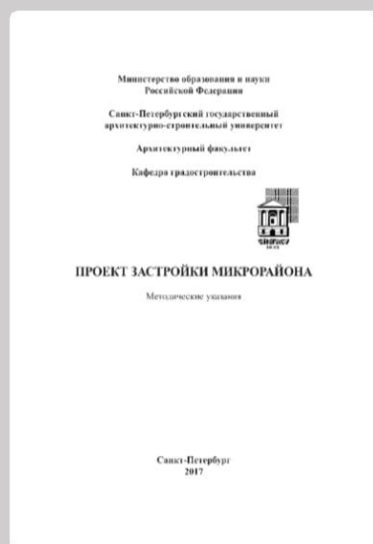 Министерство образования и науки
Российской Федерации
Санкт-Петербургский государственный
архитектурно-строительный университет
Архитектурный факультет
Кафедра градостроительства
СПбГАСУ
ПРОЕКТ ЗАСТРОЙКИ МИКРОРАЙОНА
Методические указания
Санкт-Петербург
2017